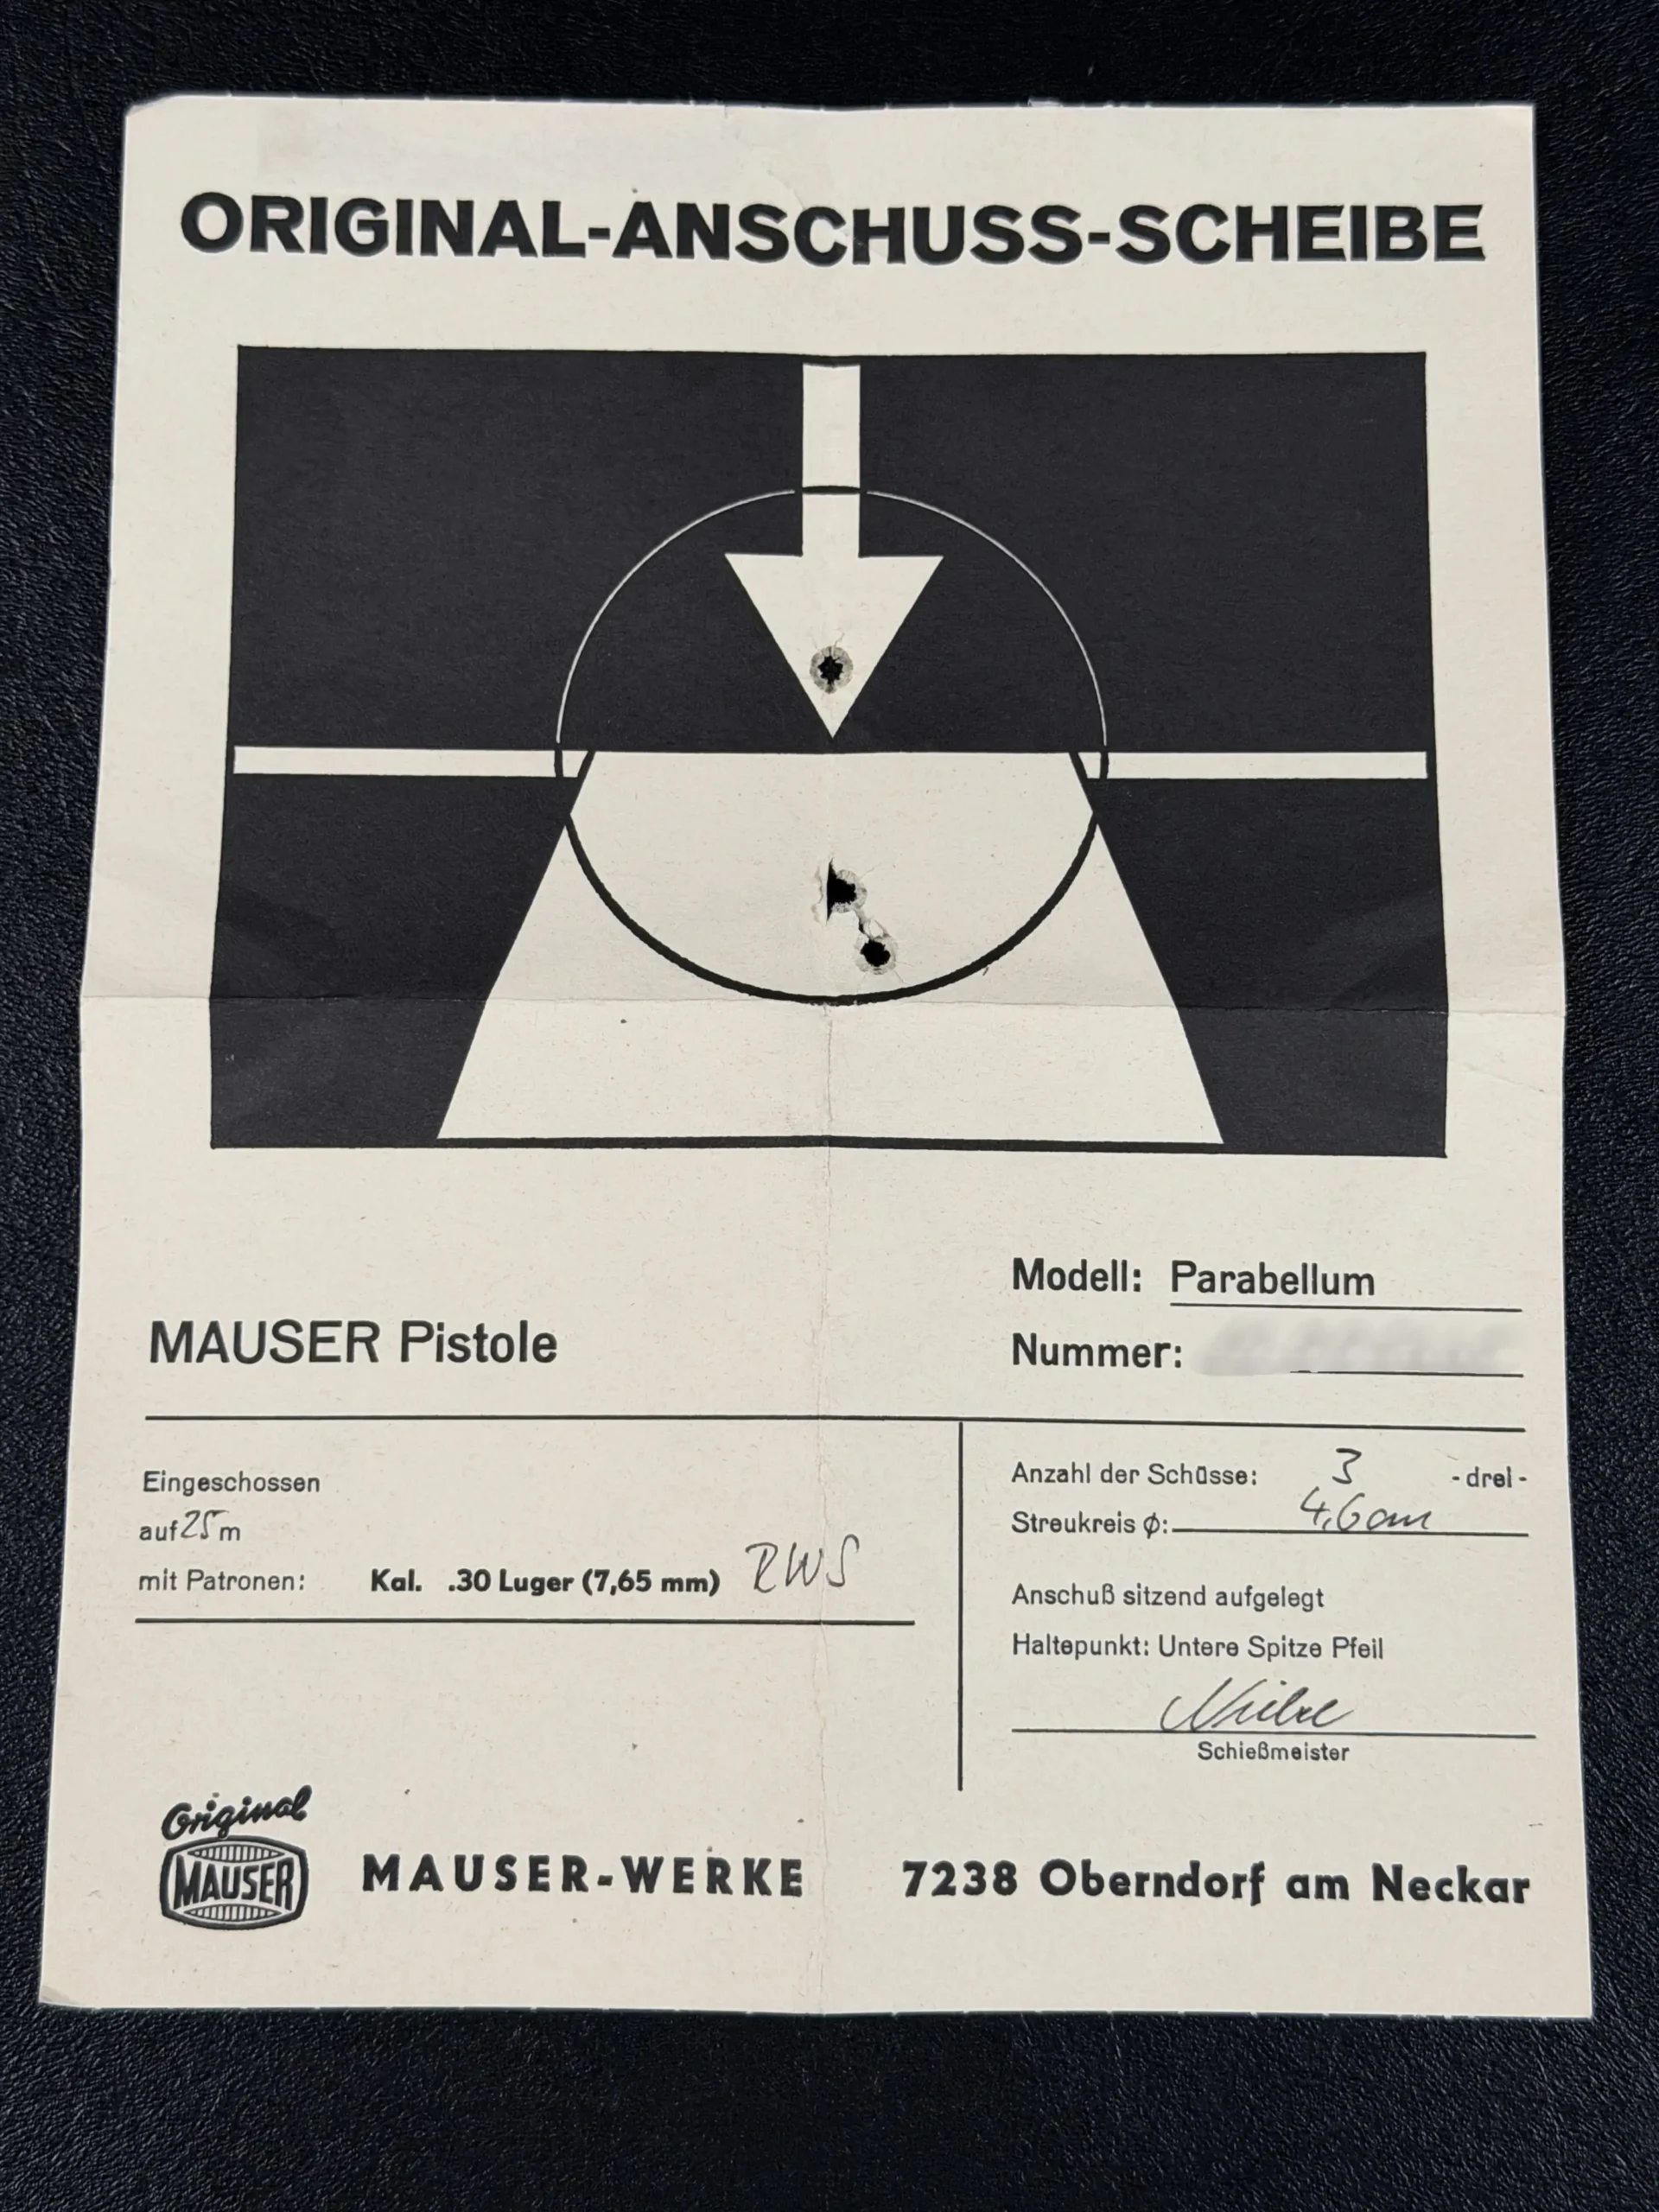 ORIGINAL-ANSCHUSS-SCHEIBE
Modell: Parabellum
MAUSER Pistole
Nummer:
Eingeschossen
auf 25 m
mit Patronen: Kal. .30 Luger (7,65 mm) RWS
Anzahl der Schüsse: 3 -drei-
Streukreis ϕ: 4,6 cm
Anschuß sitzend aufgelegt
Haltepunkt: Untere Spitze Pfeil
Schießmeister
Original
MAUSER
MAUSER-WERKE 7238 Oberndorf am Neckar